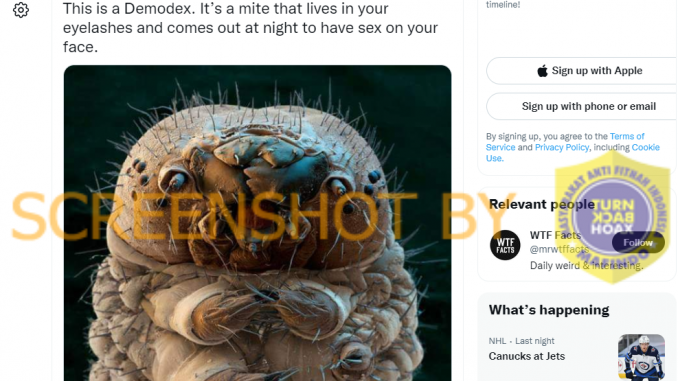 This is a Demodex. It’s a mite that lives in your
eyelashes and comes out at night to have sex on your
face.
SCREENSHOT BY
timeline!
Sign up with Apple
Sign up with phone or email
By signing up, you agree to the Terms of
Service and Privacy Policy, including Cookie
Use.
Relevant people
WTF
FACTS
WTF Facts
@mrwtffacts
Follow
Daily weird & interesting.
MASYARAKAT ANTI FITNAH INDONESIA
TURN
BACK
HOAX
MAFINDO
What’s happening
NHL · Last night
Canucks at Jets